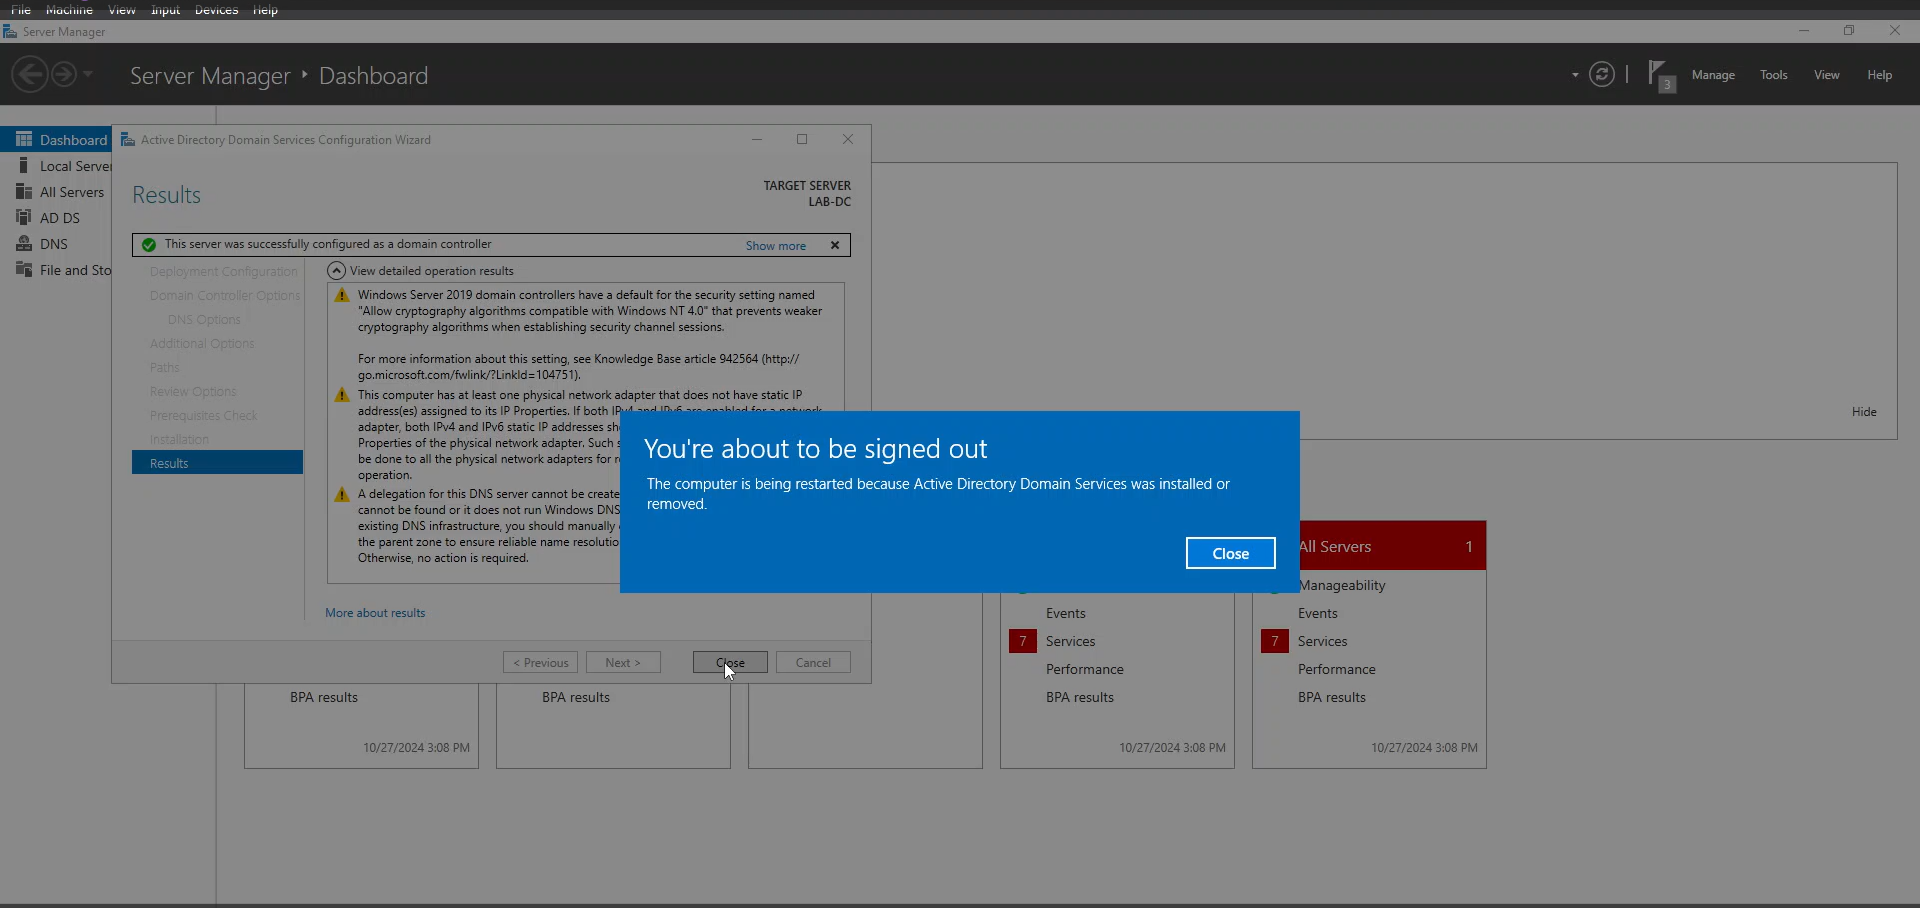 File Machine View Input Devices Help
Server Manager
Server Manager Dashboard
3 Manage Tools View Help
Dashboard
Local Server
All Servers
AD DS
DNS
File and Sto
Active Directory Domain Services Configuration Wizard
Results
TARGET SERVER
LAB-DC
This server was successfully configured as a domain controller
Show more
Deployment Configuration
Domain Controller Options
DNS Options
Additional Options
Paths
Review Options
Prerequisites Check
Installation
Results
View detailed operation results
Windows Server 2019 domain controllers have a default for the security setting named
"Allow cryptography algorithms compatible with Windows NT 4.0" that prevents weaker
cryptography algorithms when establishing security channel sessions.
For more information about this setting, see Knowledge Base article 942564 (http://
go.microsoft.com/fwlink/?LinkId=104751).
This computer has at least one physical network adapter that does not have static IP
address(es) assigned to its IP Properties. If both IPv4 and IPv6 are enabled for a network
adapter, both IPv4 and IPv6 static IP addresses sh
Properties of the physical network adapter. Such s
be done to all the physical network adapters for r
operation.
A delegation for this DNS server cannot be create
cannot be found or it does not run Windows DNS
existing DNS infrastructure, you should manually
the parent zone to ensure reliable name resolutio
Otherwise, no action is required.
More about results
< Previous
Next >
Close
Cancel
You're about to be signed out
The computer is being restarted because Active Directory Domain Services was installed or
removed.
Close
Hide
BPA results
10/27/2024 3:08 PM
BPA results
Events
7 Services
Performance
BPA results
10/27/2024 3:08 PM
All Servers 1
Manageability
Events
7 Services
Performance
BPA results
10/27/2024 3:08 PM